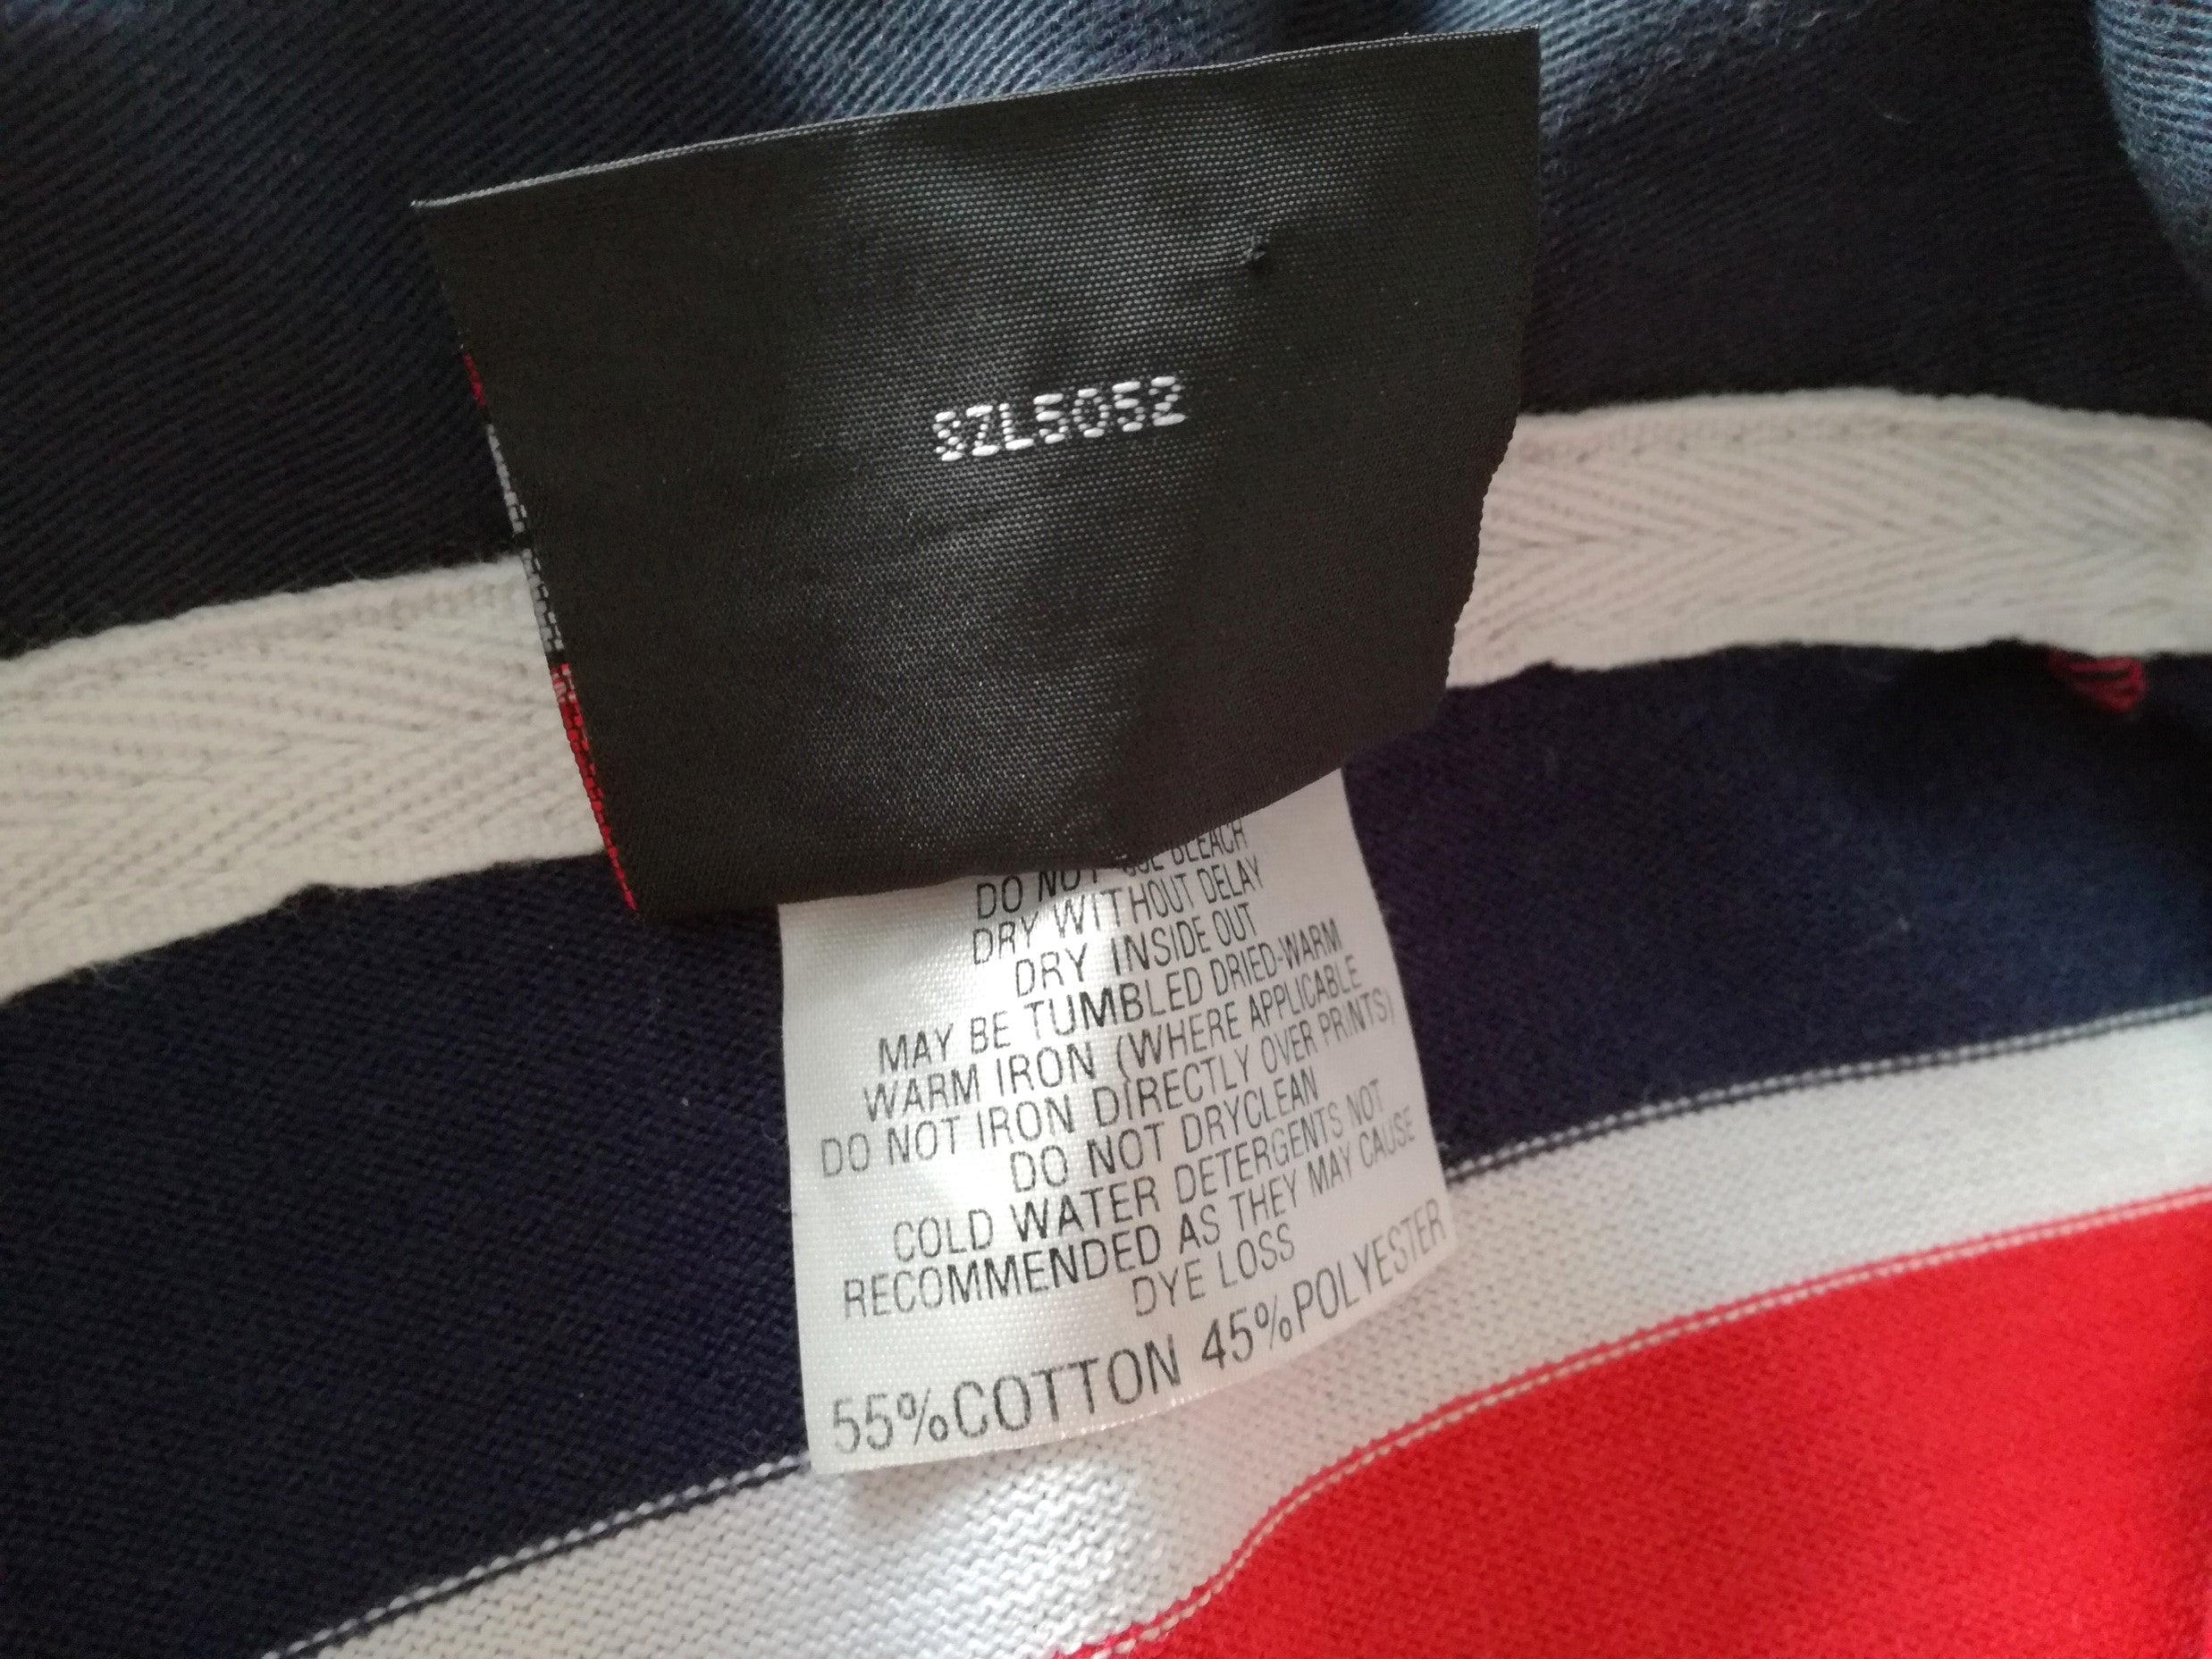 SZL5052
DO NOT USE BLEACH
DRY WITHOUT DELAY
DRY INSIDE OUT
MAY BE TUMBLED DRIED-WARM
WARM IRON (WHERE APPLICABLE
DO NOT IRON DIRECTLY OVER PRINTS)
DO NOT DRYCLEAN
COLD WATER DETERGENTS NOT
RECOMMENDED AS THEY MAY CAUSE
DYE LOSS
55%COTTON 45%POLYESTER